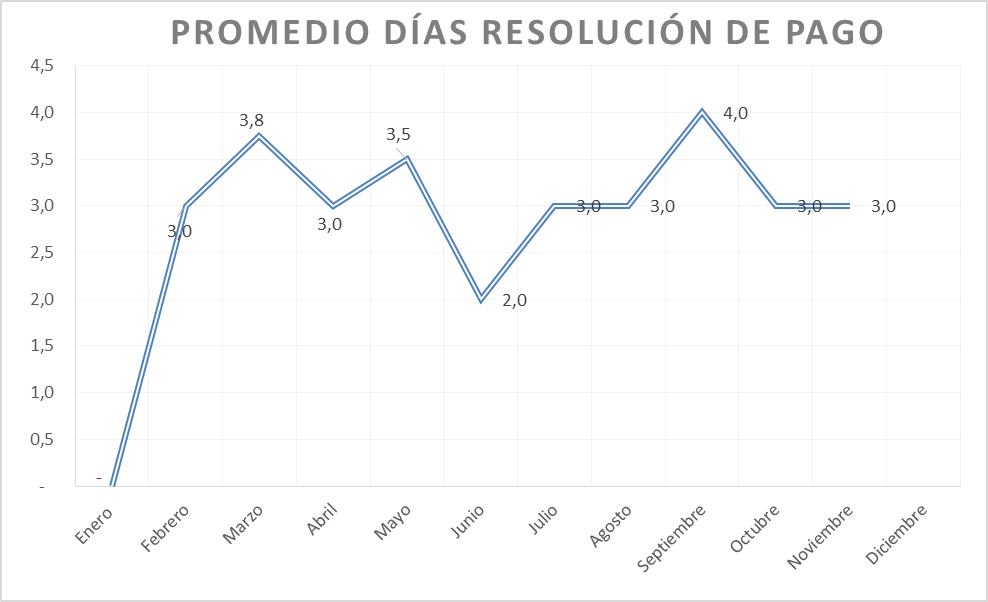 PROMEDIO DÍAS RESOLUCIÓN DE PAGO
4,5
4,0
3,5
3,0
2,5
2,0
1,5
1,0
0,5
-
-
3,0
3,8
3,0
3,5
2,0
3,0
3,0
4,0
3,0
3,0
Enero
Febrero
Marzo
Abril
Mayo
Junio
Julio
Agosto
Septiembre
Octubre
Noviembre
Diciembre